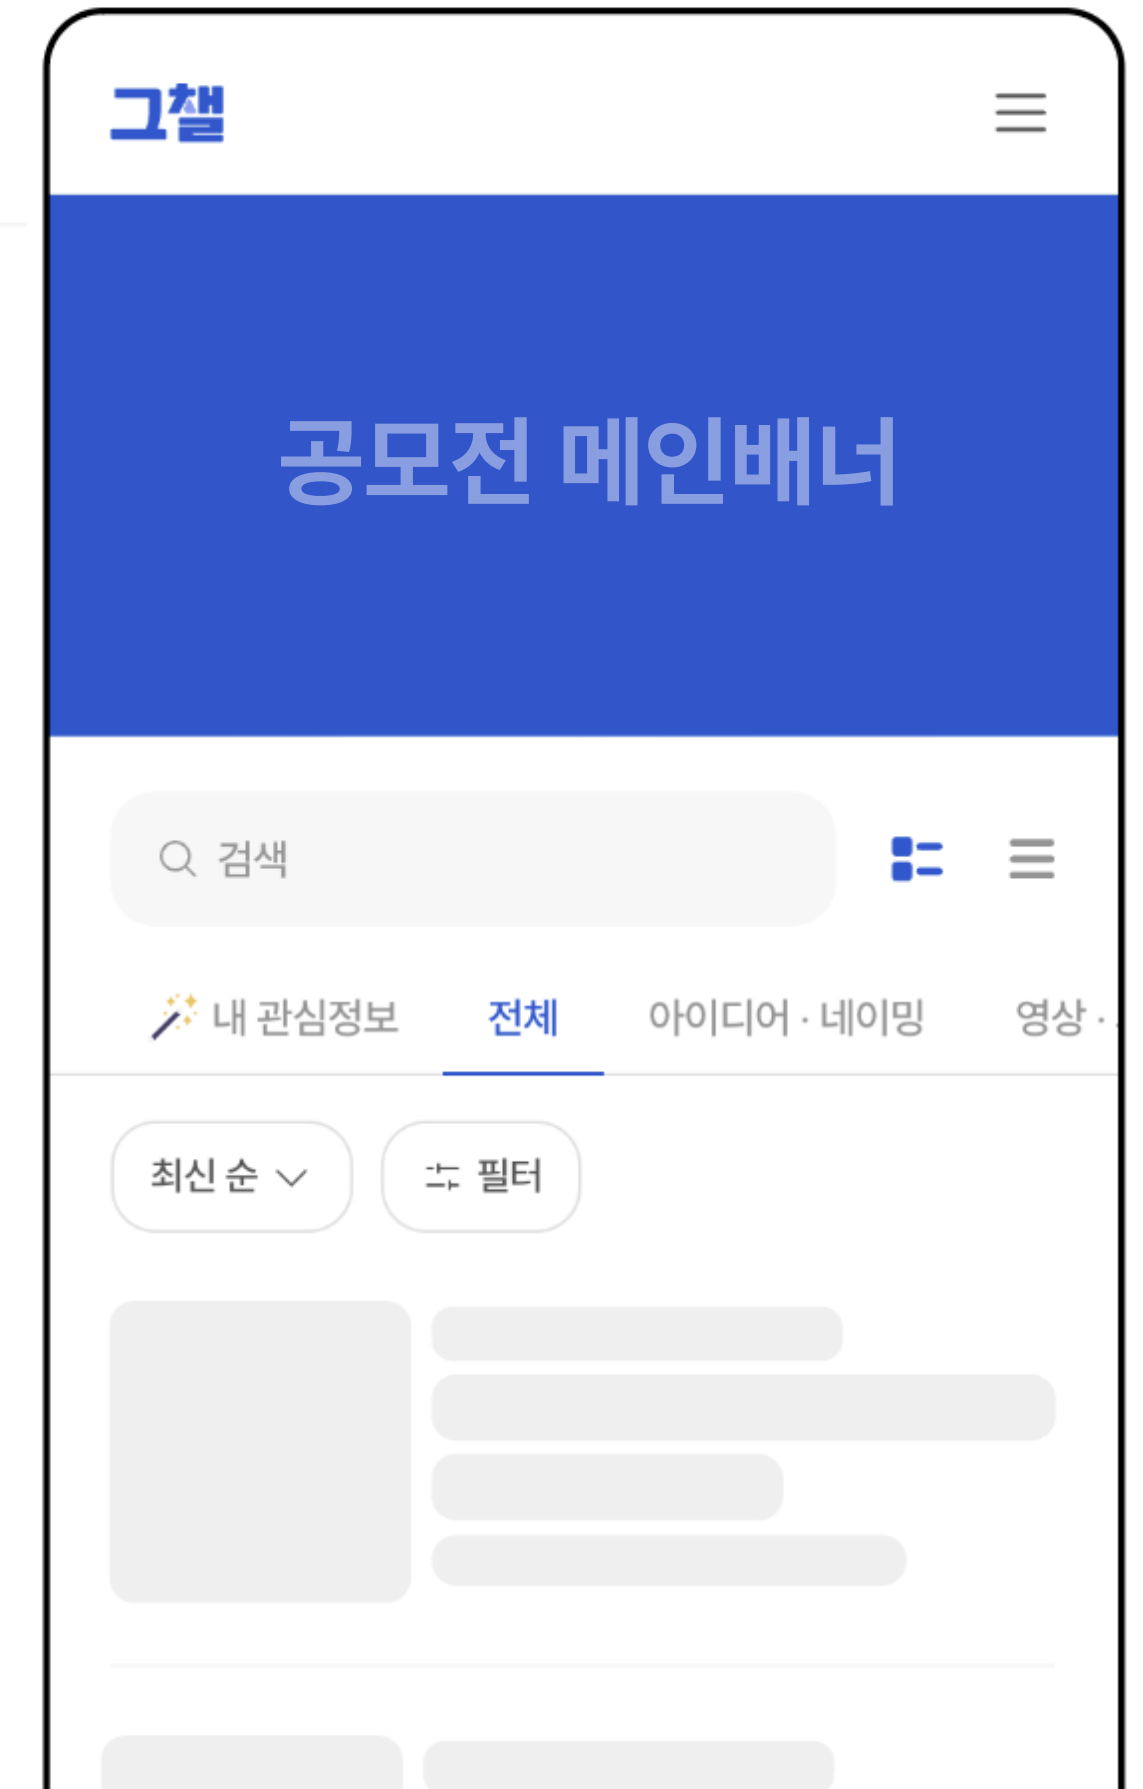 그챌
공모전 메인배너
검색
내 관심정보 전체 아이디어 · 네이밍 영상 ·
최신 순 필터